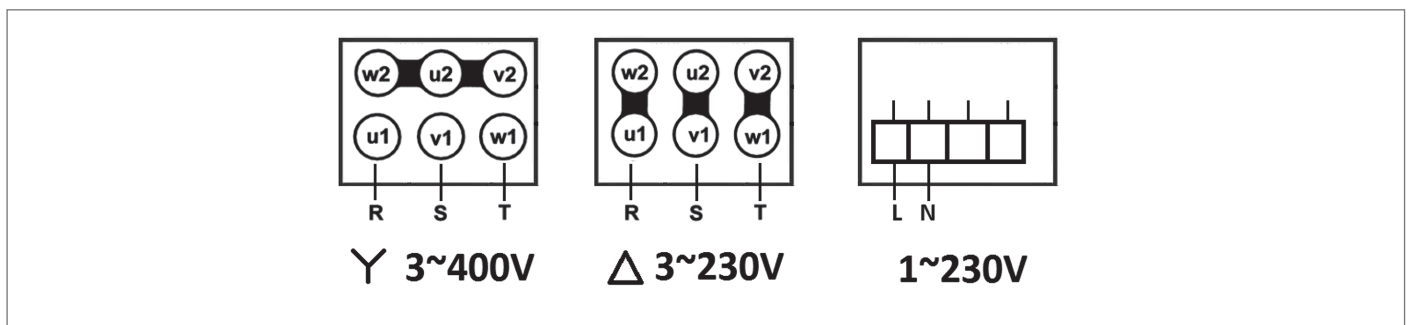 w2 u2 v2
u1 v1 w1
R S T
Y 3~400V
w2 u2 v2
u1 v1 w1
R S T
△ 3~230V
L N
1~230V